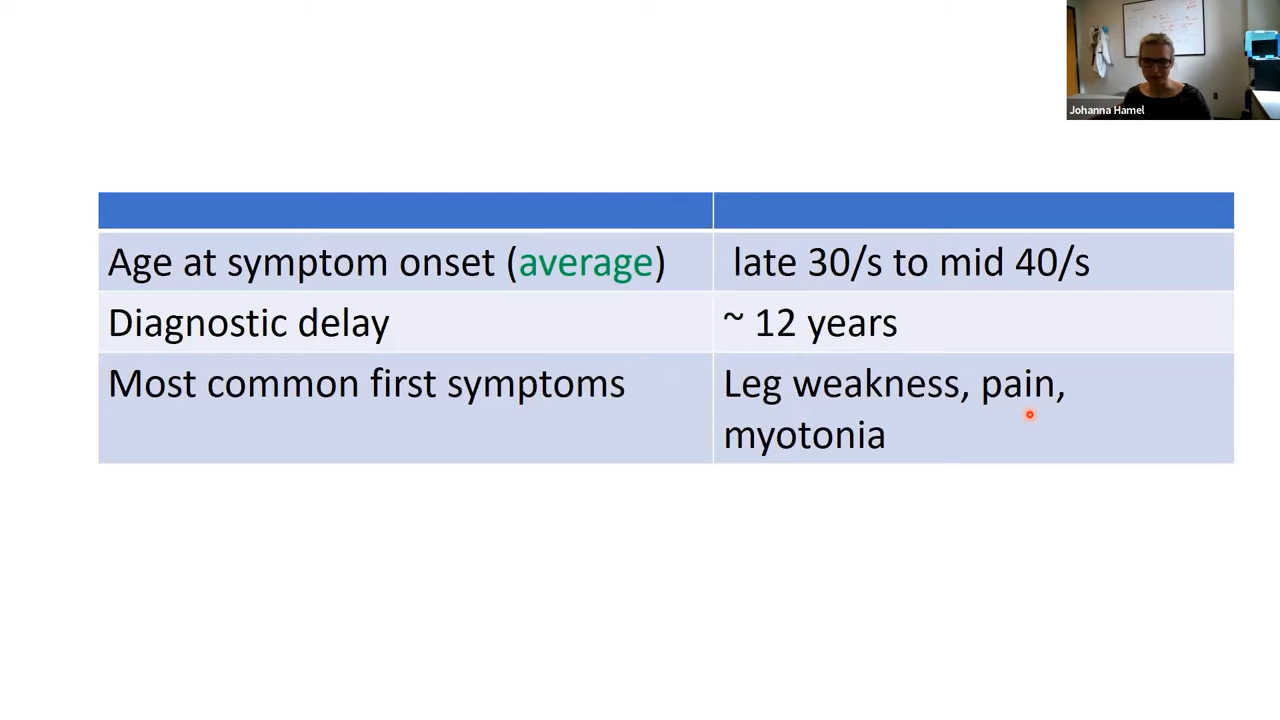 Johanna Hamel
Age at symptom onset (average)
late 30/s to mid 40/s
Diagnostic delay
~ 12 years
Most common first symptoms
Leg weakness, pain,
myotonia